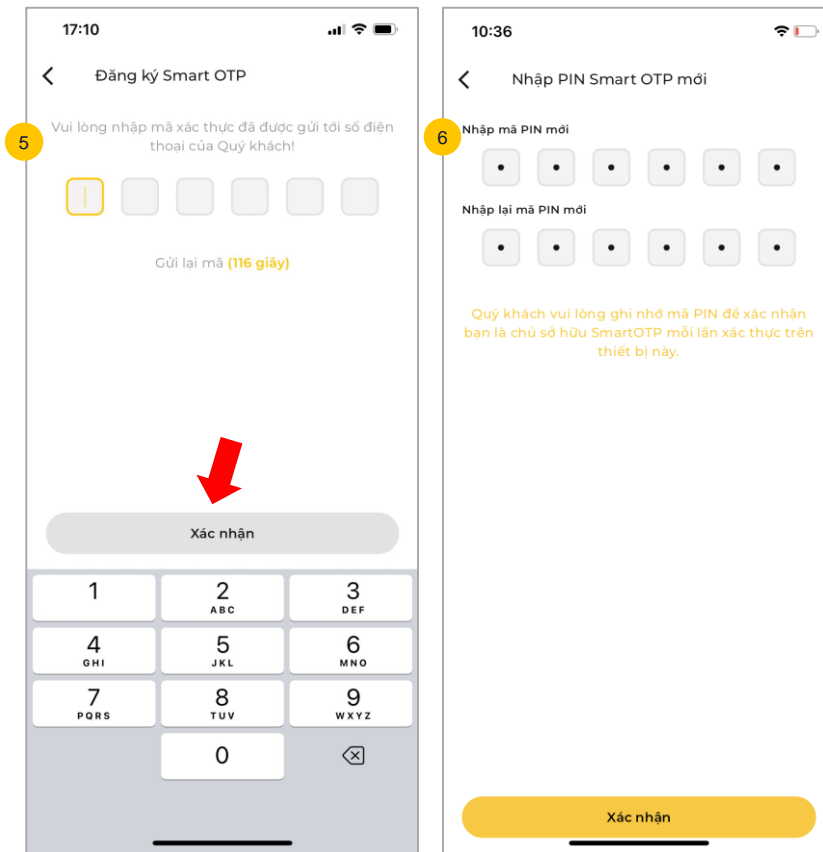 17:10
Đăng ký Smart OTP
5
Vui lòng nhập mã xác thực đã được gửi tới số điện
thoại của Quý khách!
Gửi lại mã (116 giây)
Xác nhận
1
2
ABC
3
DEF
4
GHI
5
JKL
6
MNO
7
PQRS
8
TUV
9
WXYZ
0
10:36
Nhập PIN Smart OTP mới
6
Nhập mã PIN mới
Nhập lại mã PIN mới
Quý khách vui lòng ghi nhớ mã PIN để xác nhận
bạn là chủ sở hữu SmartOTP mỗi lần xác thực trên
thiết bị này.
Xác nhận